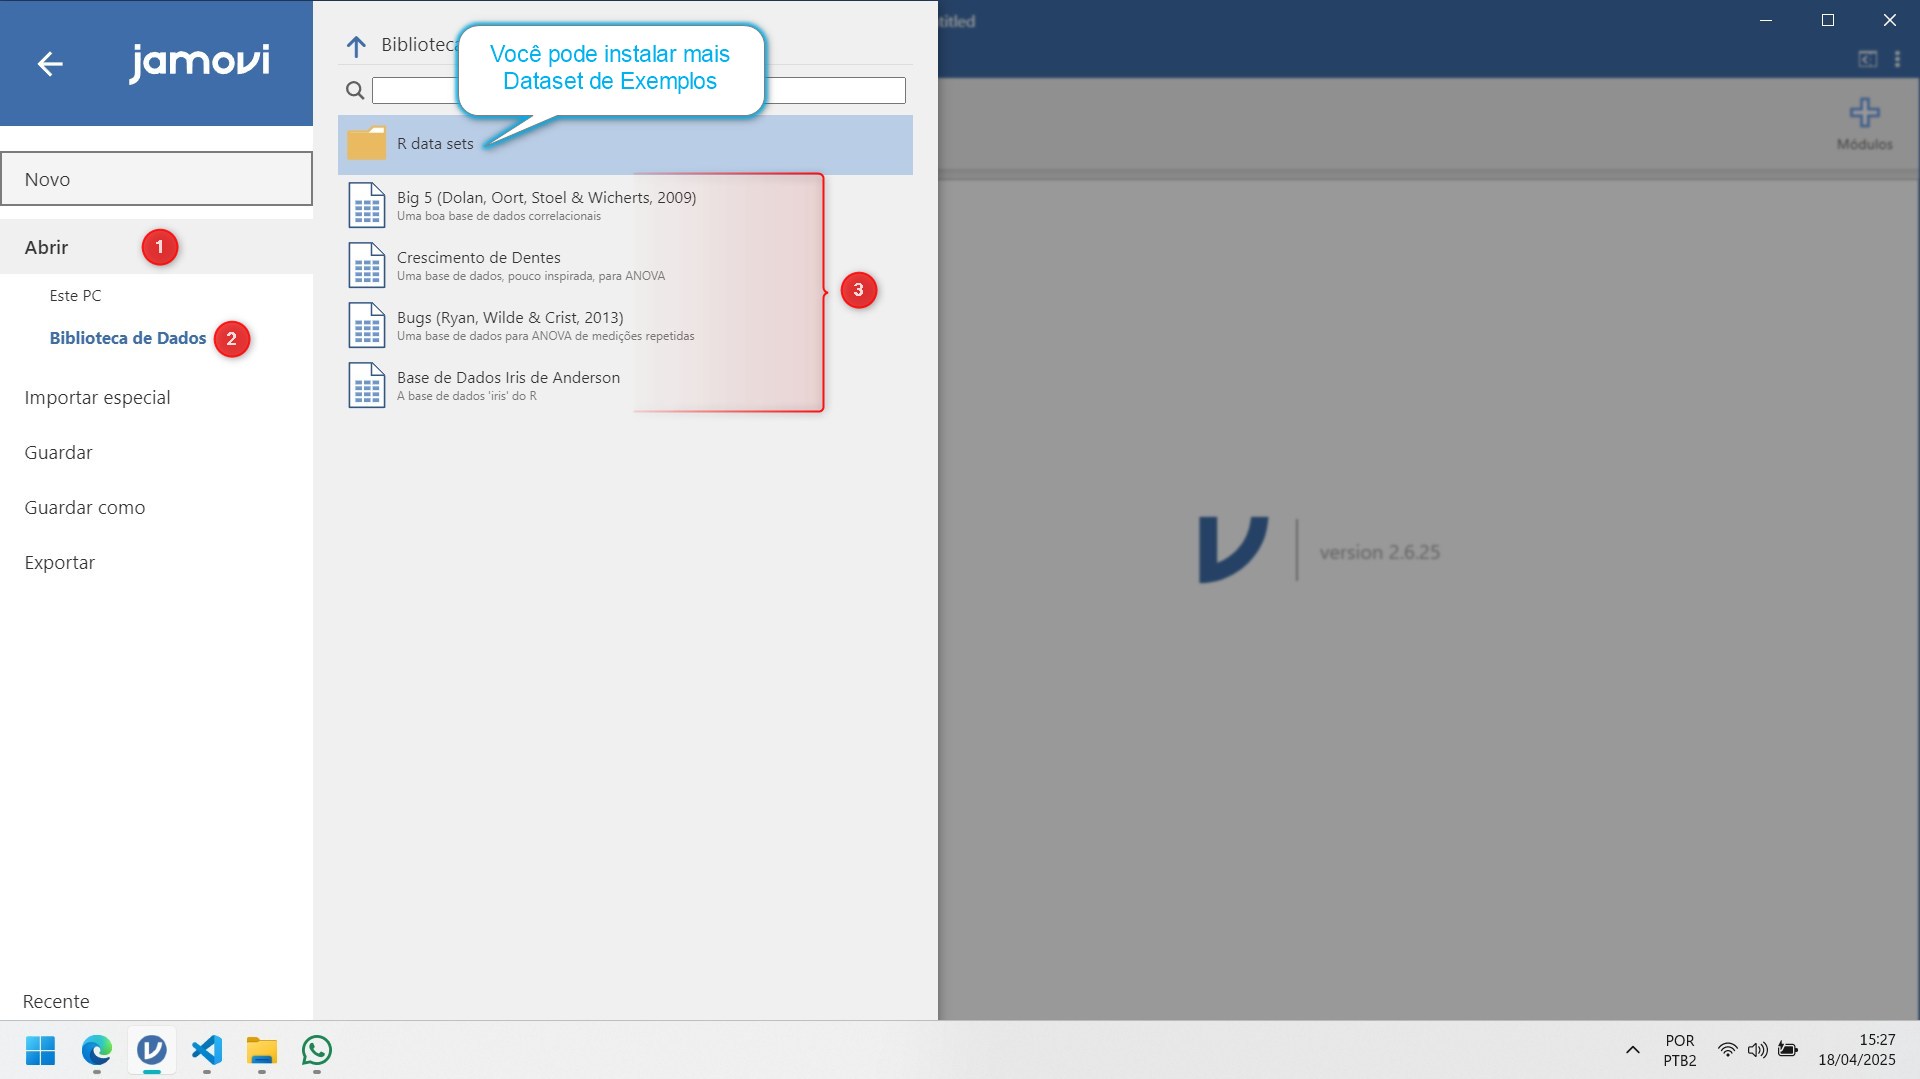 jamovi
Novo
Abrir
1
Este PC
Biblioteca de Dados
2
Importar especial
Guardar
Guardar como
Exportar
Recente
Biblioteca
Você pode instalar mais
Dataset de Exemplos
R data sets
Big 5 (Dolan, Oort, Stoel & Wicherts, 2009)
Uma boa base de dados correlacionais
Crescimento de Dentes
Uma base de dados, pouco inspirada, para ANOVA
Bugs (Ryan, Wilde & Crist, 2013)
Uma base de dados para ANOVA de medições repetidas
Base de Dados Iris de Anderson
A base de dados 'iris' do R
3
titled
Módulos
version 2.6.25
POR
PTB2
15:27
18/04/2025